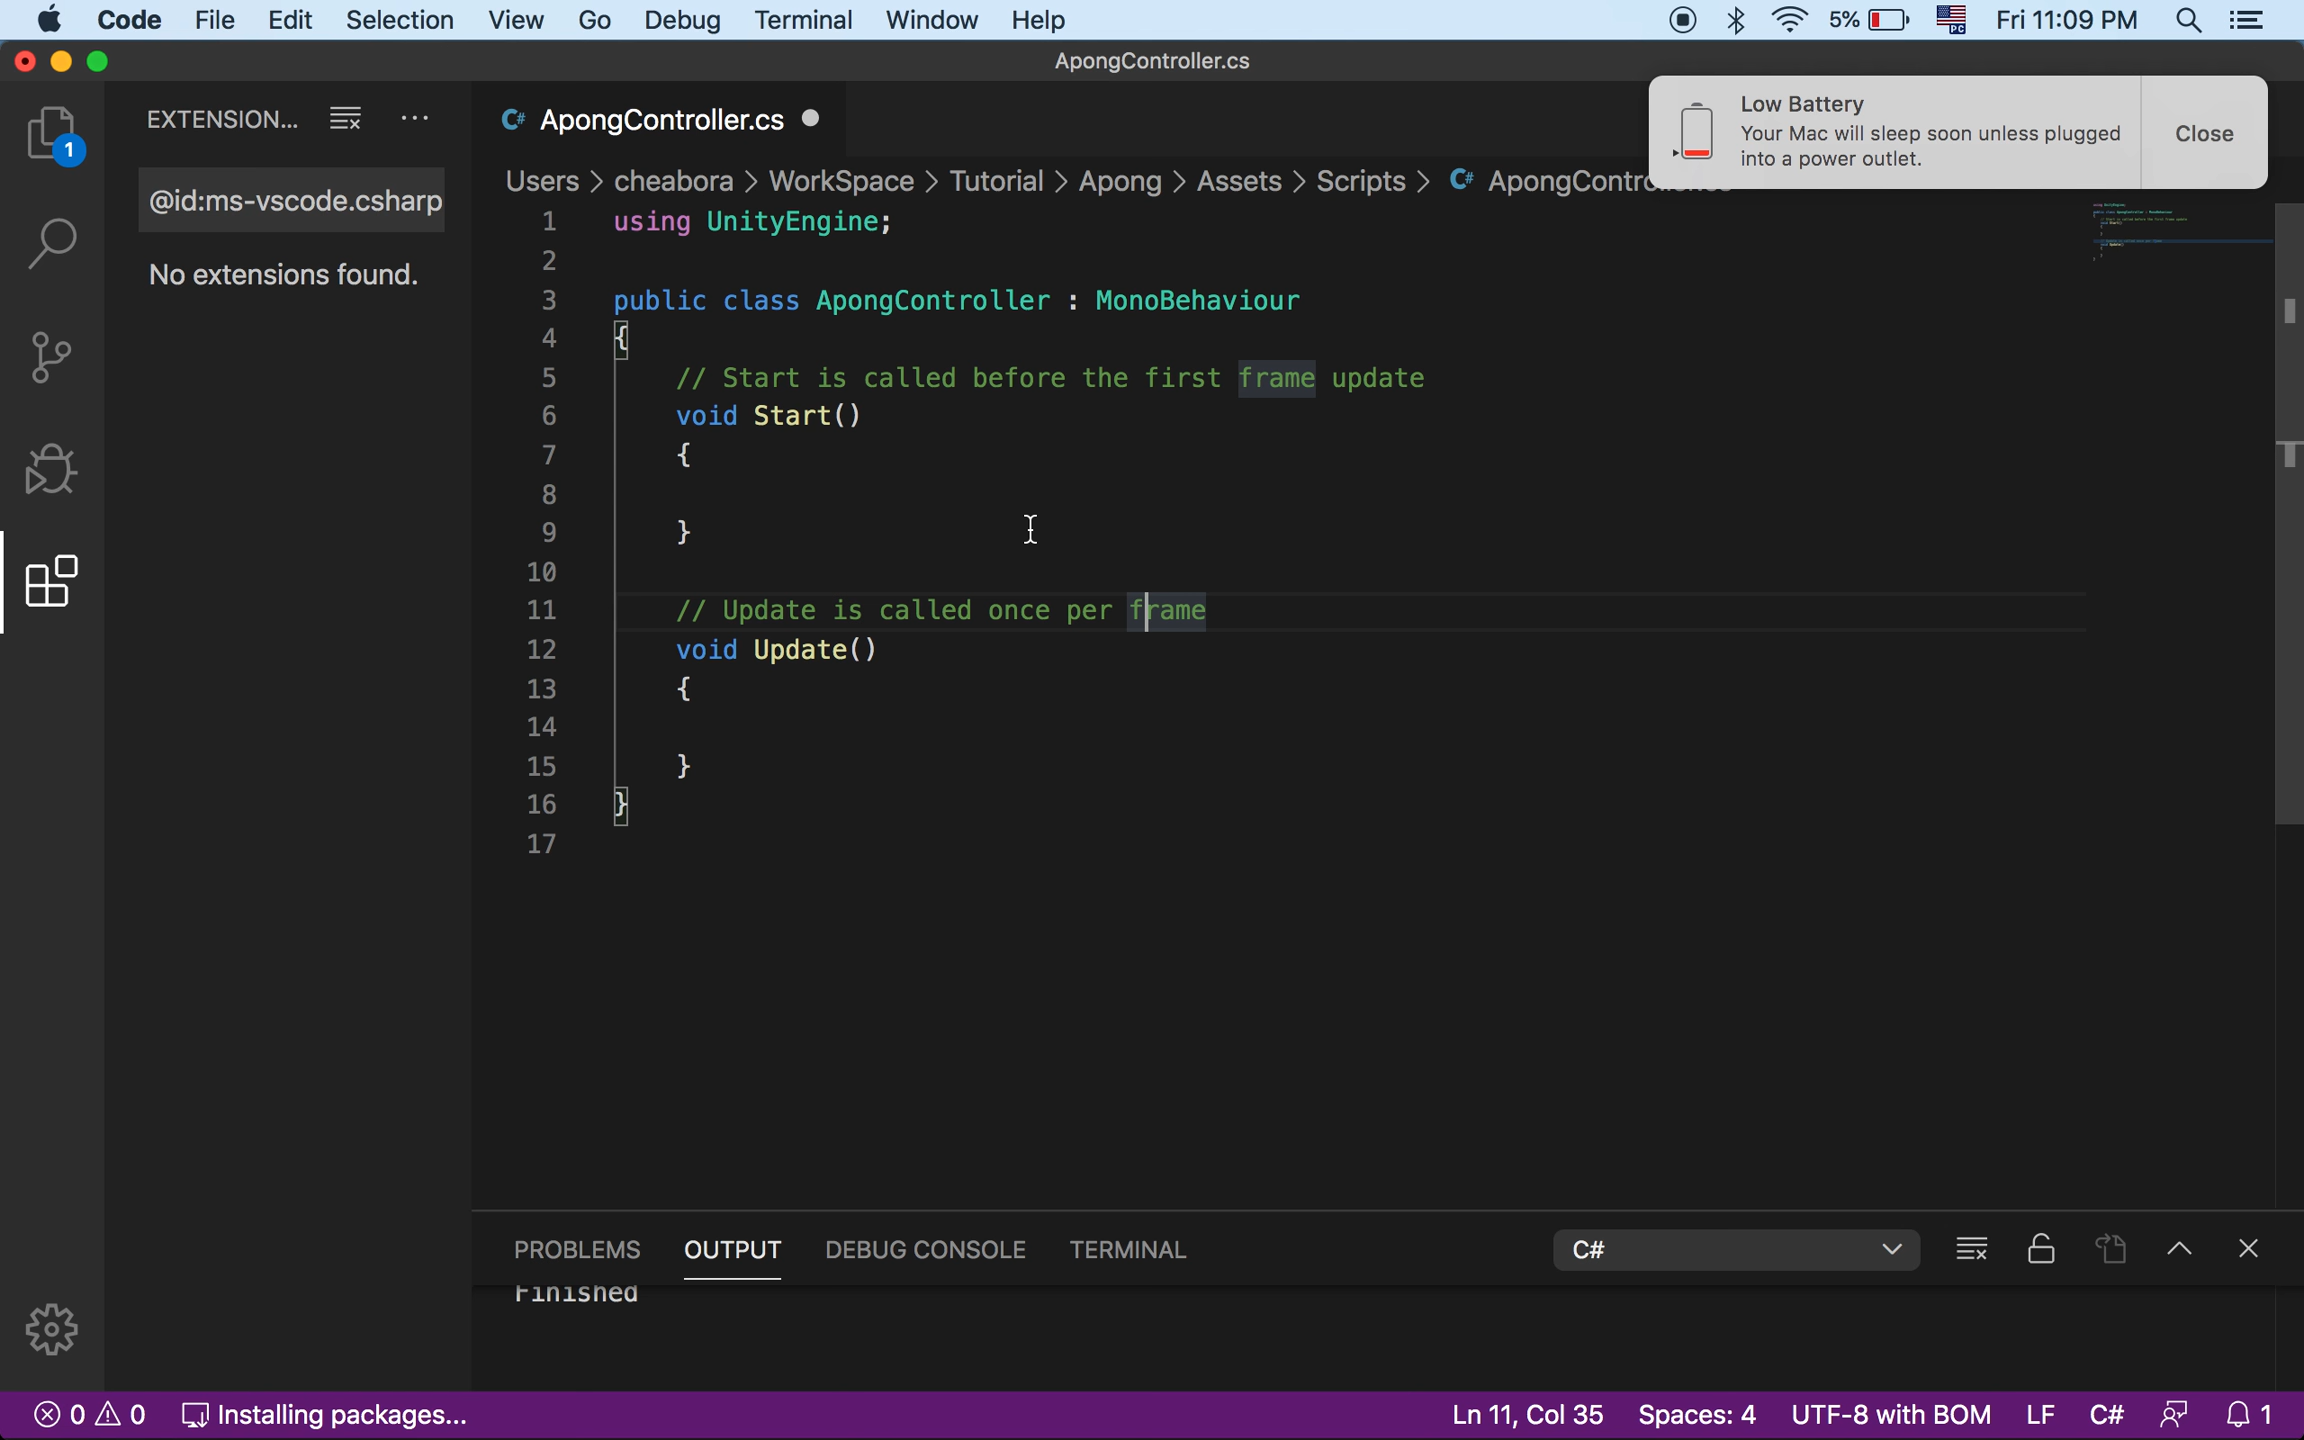 Code File Edit Selection View Go Debug Terminal Window Help 5% PC Fri 11:09 PM
ApongController.cs
Low Battery
Your Mac will sleep soon unless plugged
into a power outlet.
Close
1
EXTENSION... ···
@id:ms-vscode.csharp
No extensions found.
C# ApongController.cs ●
Users > cheabora > WorkSpace > Tutorial > Apong > Assets > Scripts > C#
1 using UnityEngine;
2
3 public class ApongController : MonoBehaviour
4 {
5 // Start is called before the first frame update
6 void Start()
7 {
8
9 }
10
11 // Update is called once per frame
12 void Update()
13 {
14
15 }
16 }
17
PROBLEMS OUTPUT DEBUG CONSOLE TERMINAL C#
Finished
0 0 Installing packages... Ln 11, Col 35 Spaces: 4 UTF-8 with BOM LF C# 1